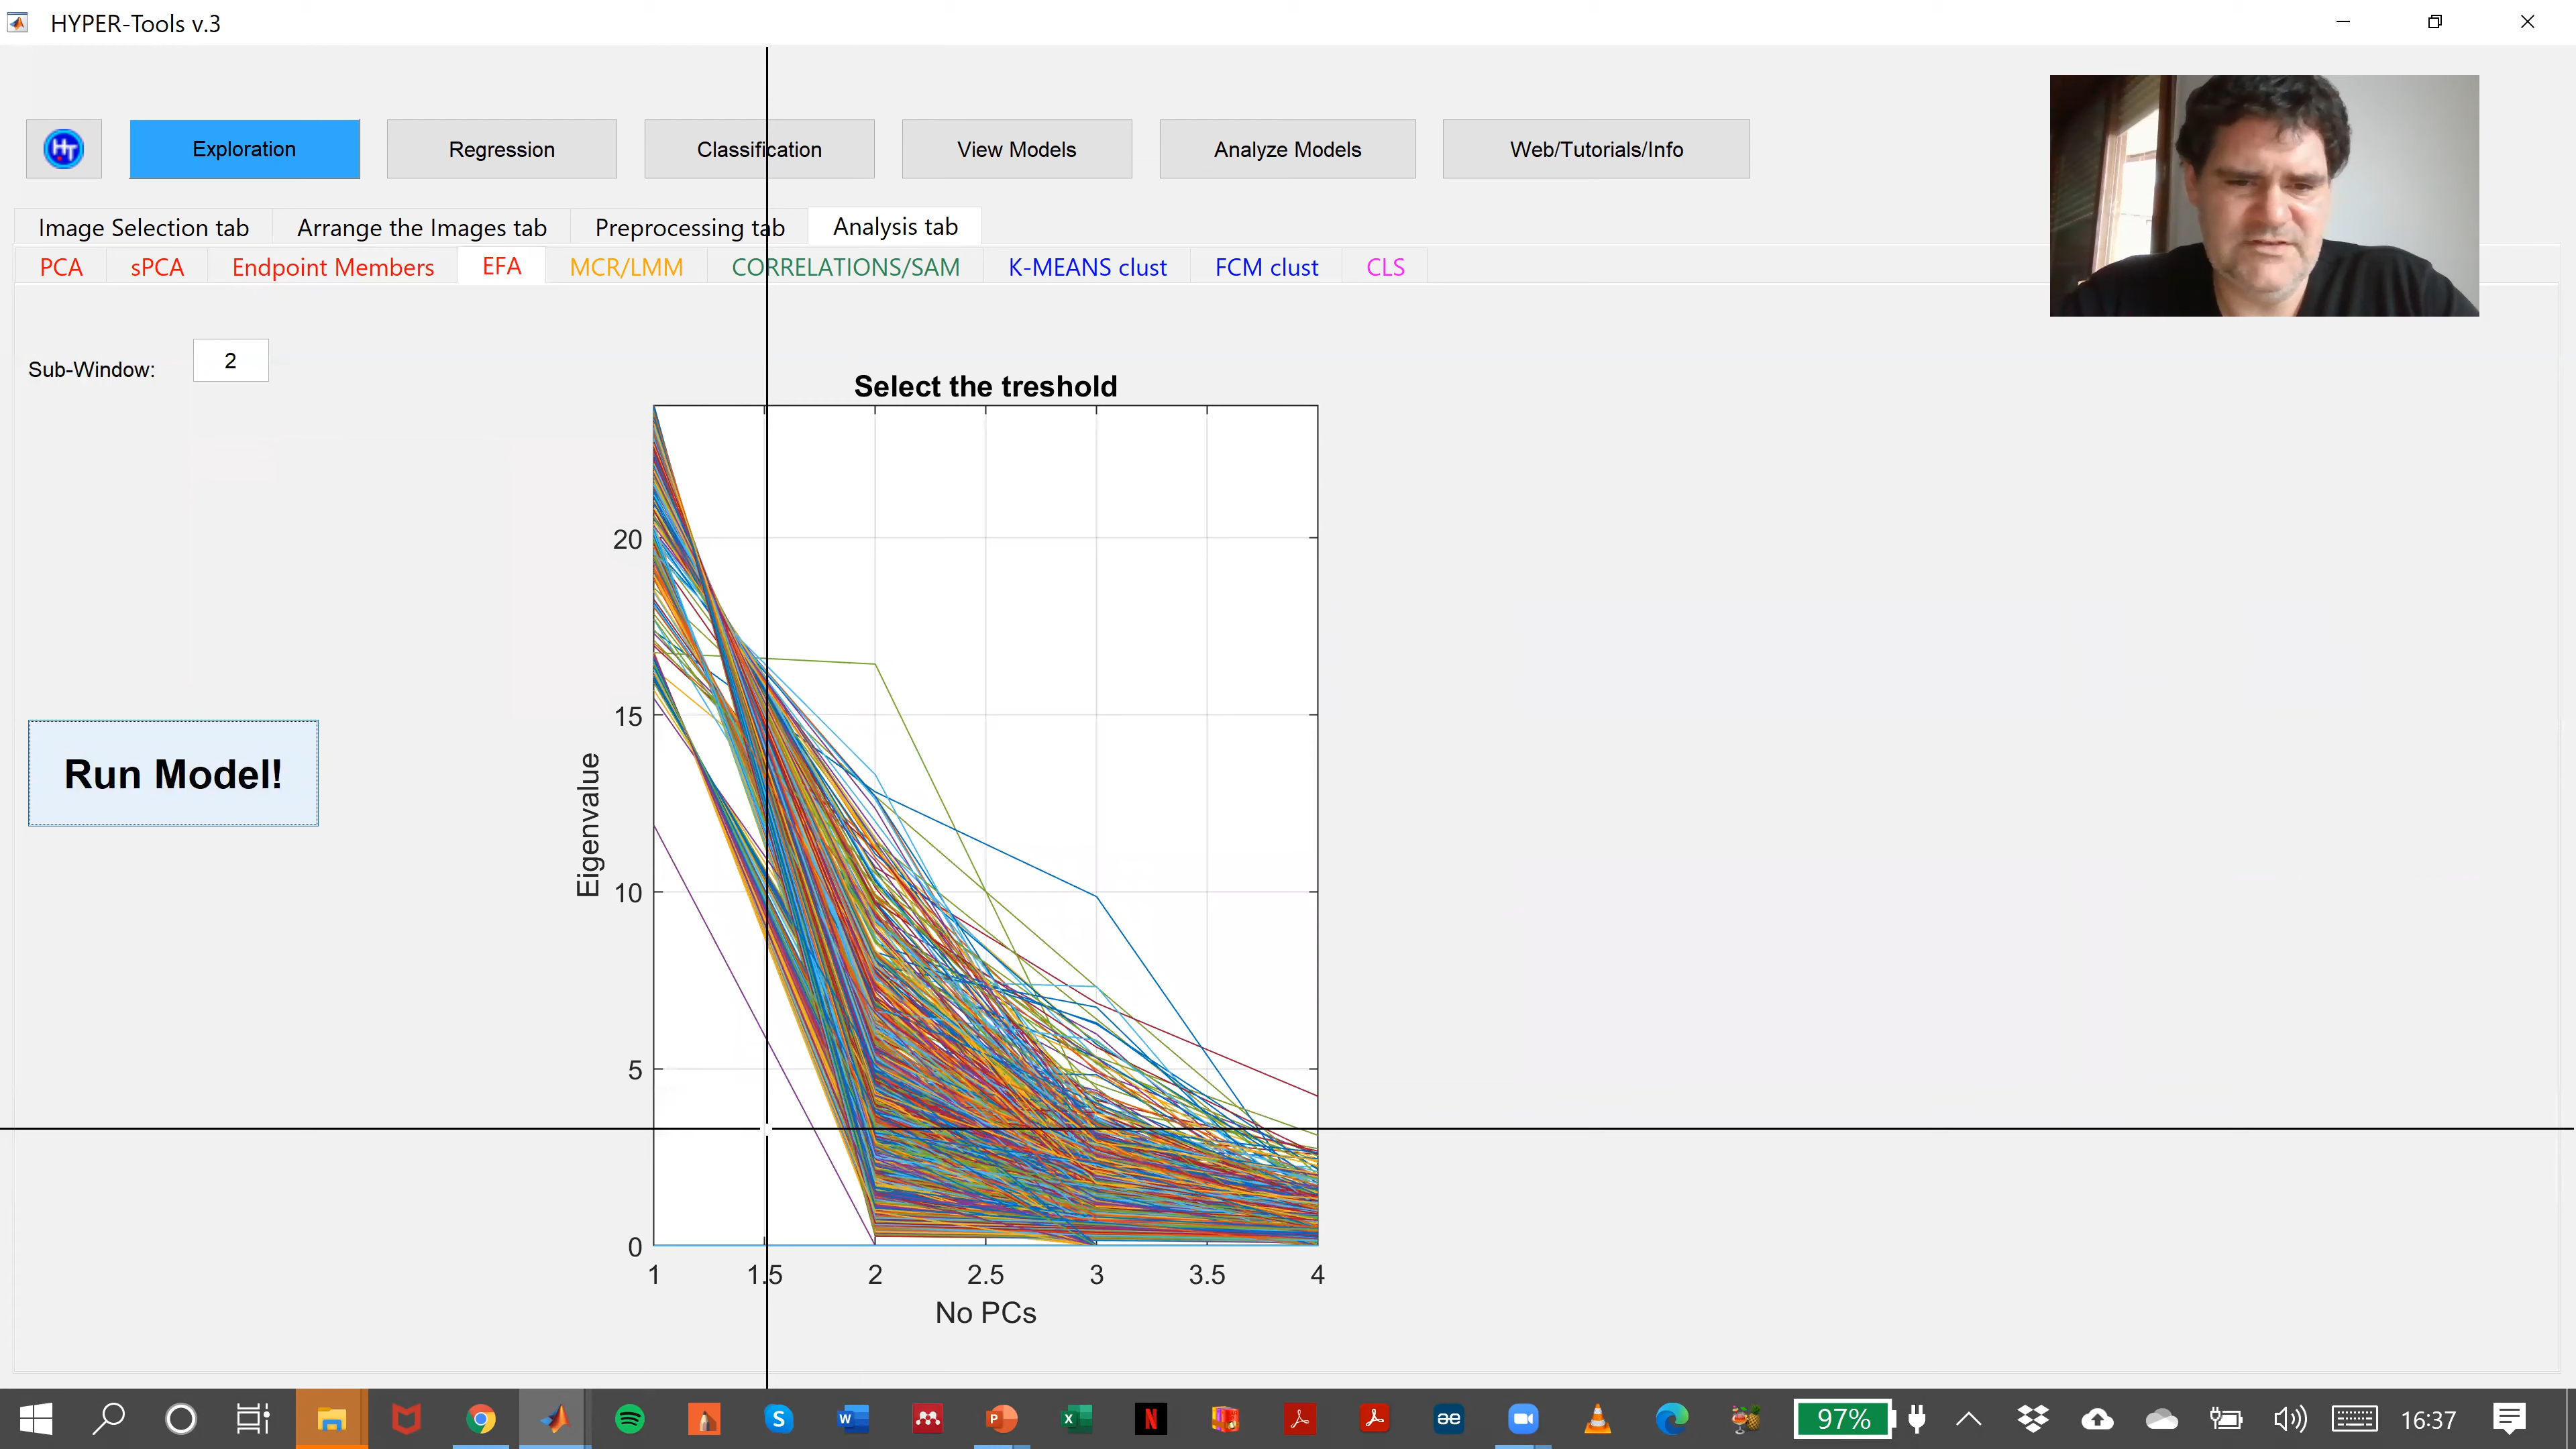 HYPER-Tools v.3
HT
Exploration
Regression
Classification
View Models
Analyze Models
Web/Tutorials/Info
Image Selection tab
Arrange the Images tab
Preprocessing tab
Analysis tab
PCA
sPCA
Endpoint Members
EFA
MCR/LMM
CORRELATIONS/SAM
K-MEANS clust
FCM clust
CLS
Sub-Window: 2
Select the treshold
Run Model!
Eigenvalue
20
15
10
5
0
1 1.5 2 2.5 3 3.5 4
No PCs
S
W
P
X
N
æ
97%
16:37